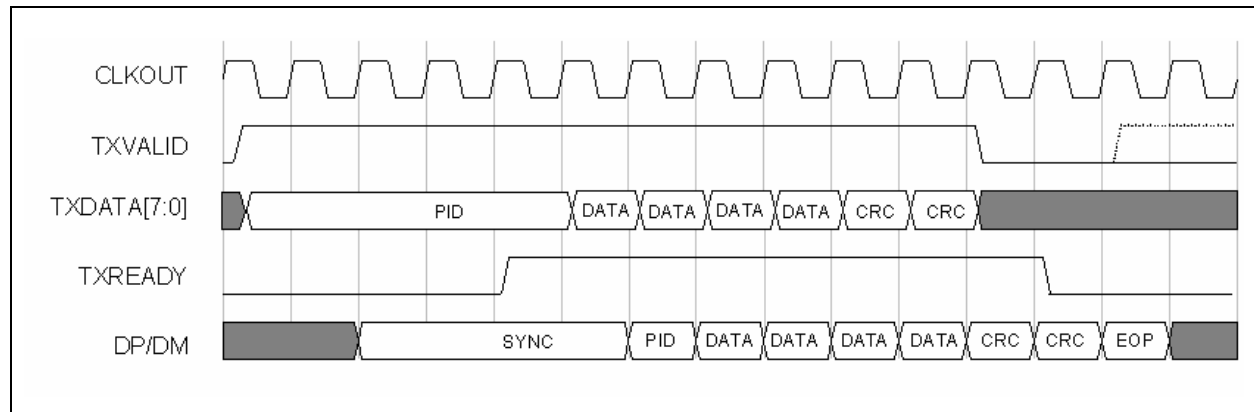 CLKOUT
TXVALID
TXDATA[7:0] PID DATA DATA DATA DATA CRC CRC
TXREADY
DP/DM SYNC PID DATA DATA DATA DATA CRC CRC EOP